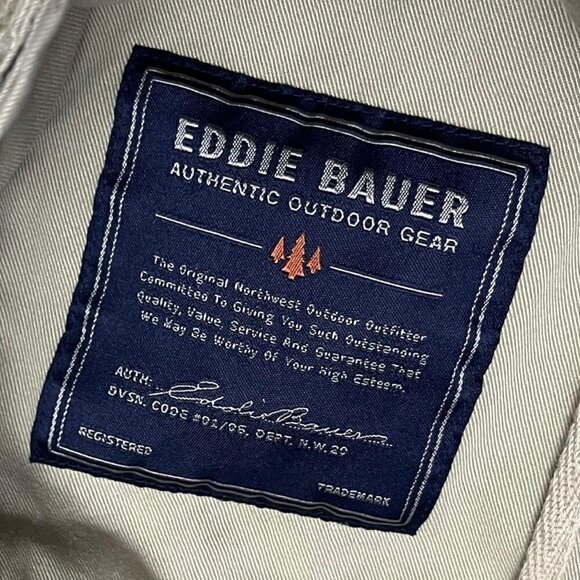 EDDIE BAUER
AUTHENTIC OUTDOOR GEAR
The Original Northwest Outdoor Outfitter
Committed To Giving You Such Outstanding
Quality, Value, Service And Guarantee That
We May Be Worthy Of Your High Esteem.
AUTH: Eddie Bauer
DVSN. CODE #01/95, DEPT. N.W. 20
REGISTERED
TRADEMARK